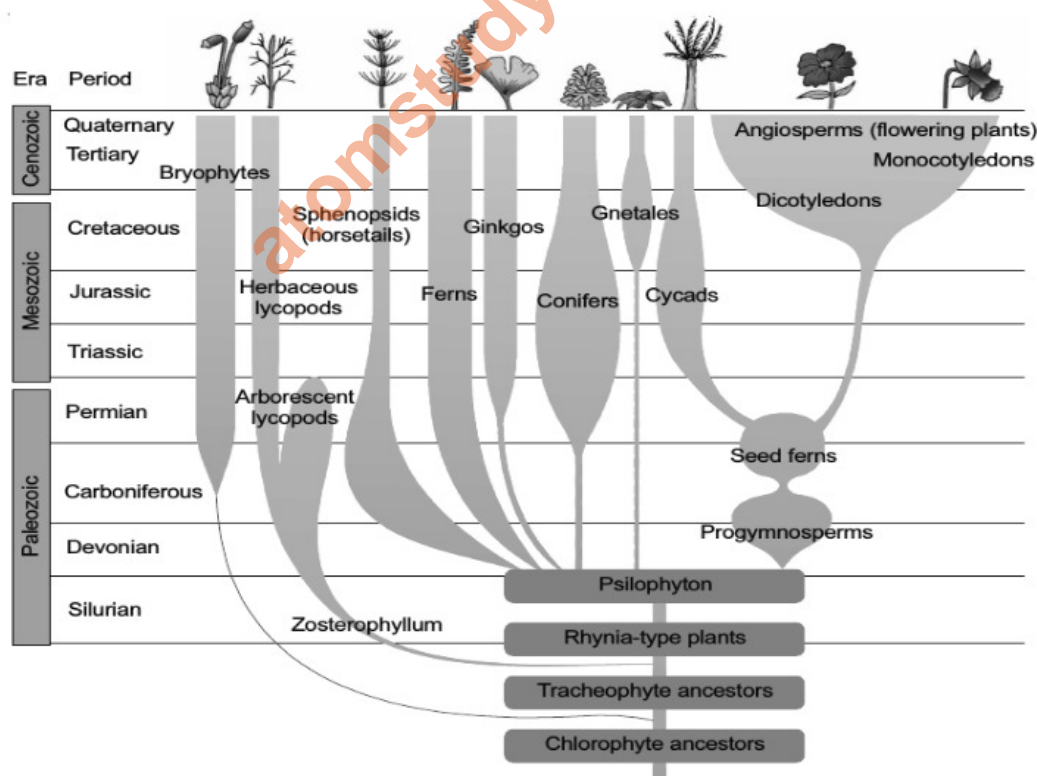 Era Period
Cenozoic
Quaternary
Tertiary
Bryophytes
Angiosperms (flowering plants)
Monocotyledons
Dicotyledons
Mesozoic
Cretaceous
Sphenopsids
(horsetails)
Ginkgos
Gnetales
Jurassic
Herbaceous
lycopods
Ferns
Conifers
Cycads
Triassic
Paleozoic
Permian
Arborescent
lycopods
Seed ferns
Carboniferous
Progymnosperms
Devonian
Psilophyton
Silurian
Zosterophyllum
Rhynia-type plants
Tracheophyte ancestors
Chlorophyte ancestors
atomstudy